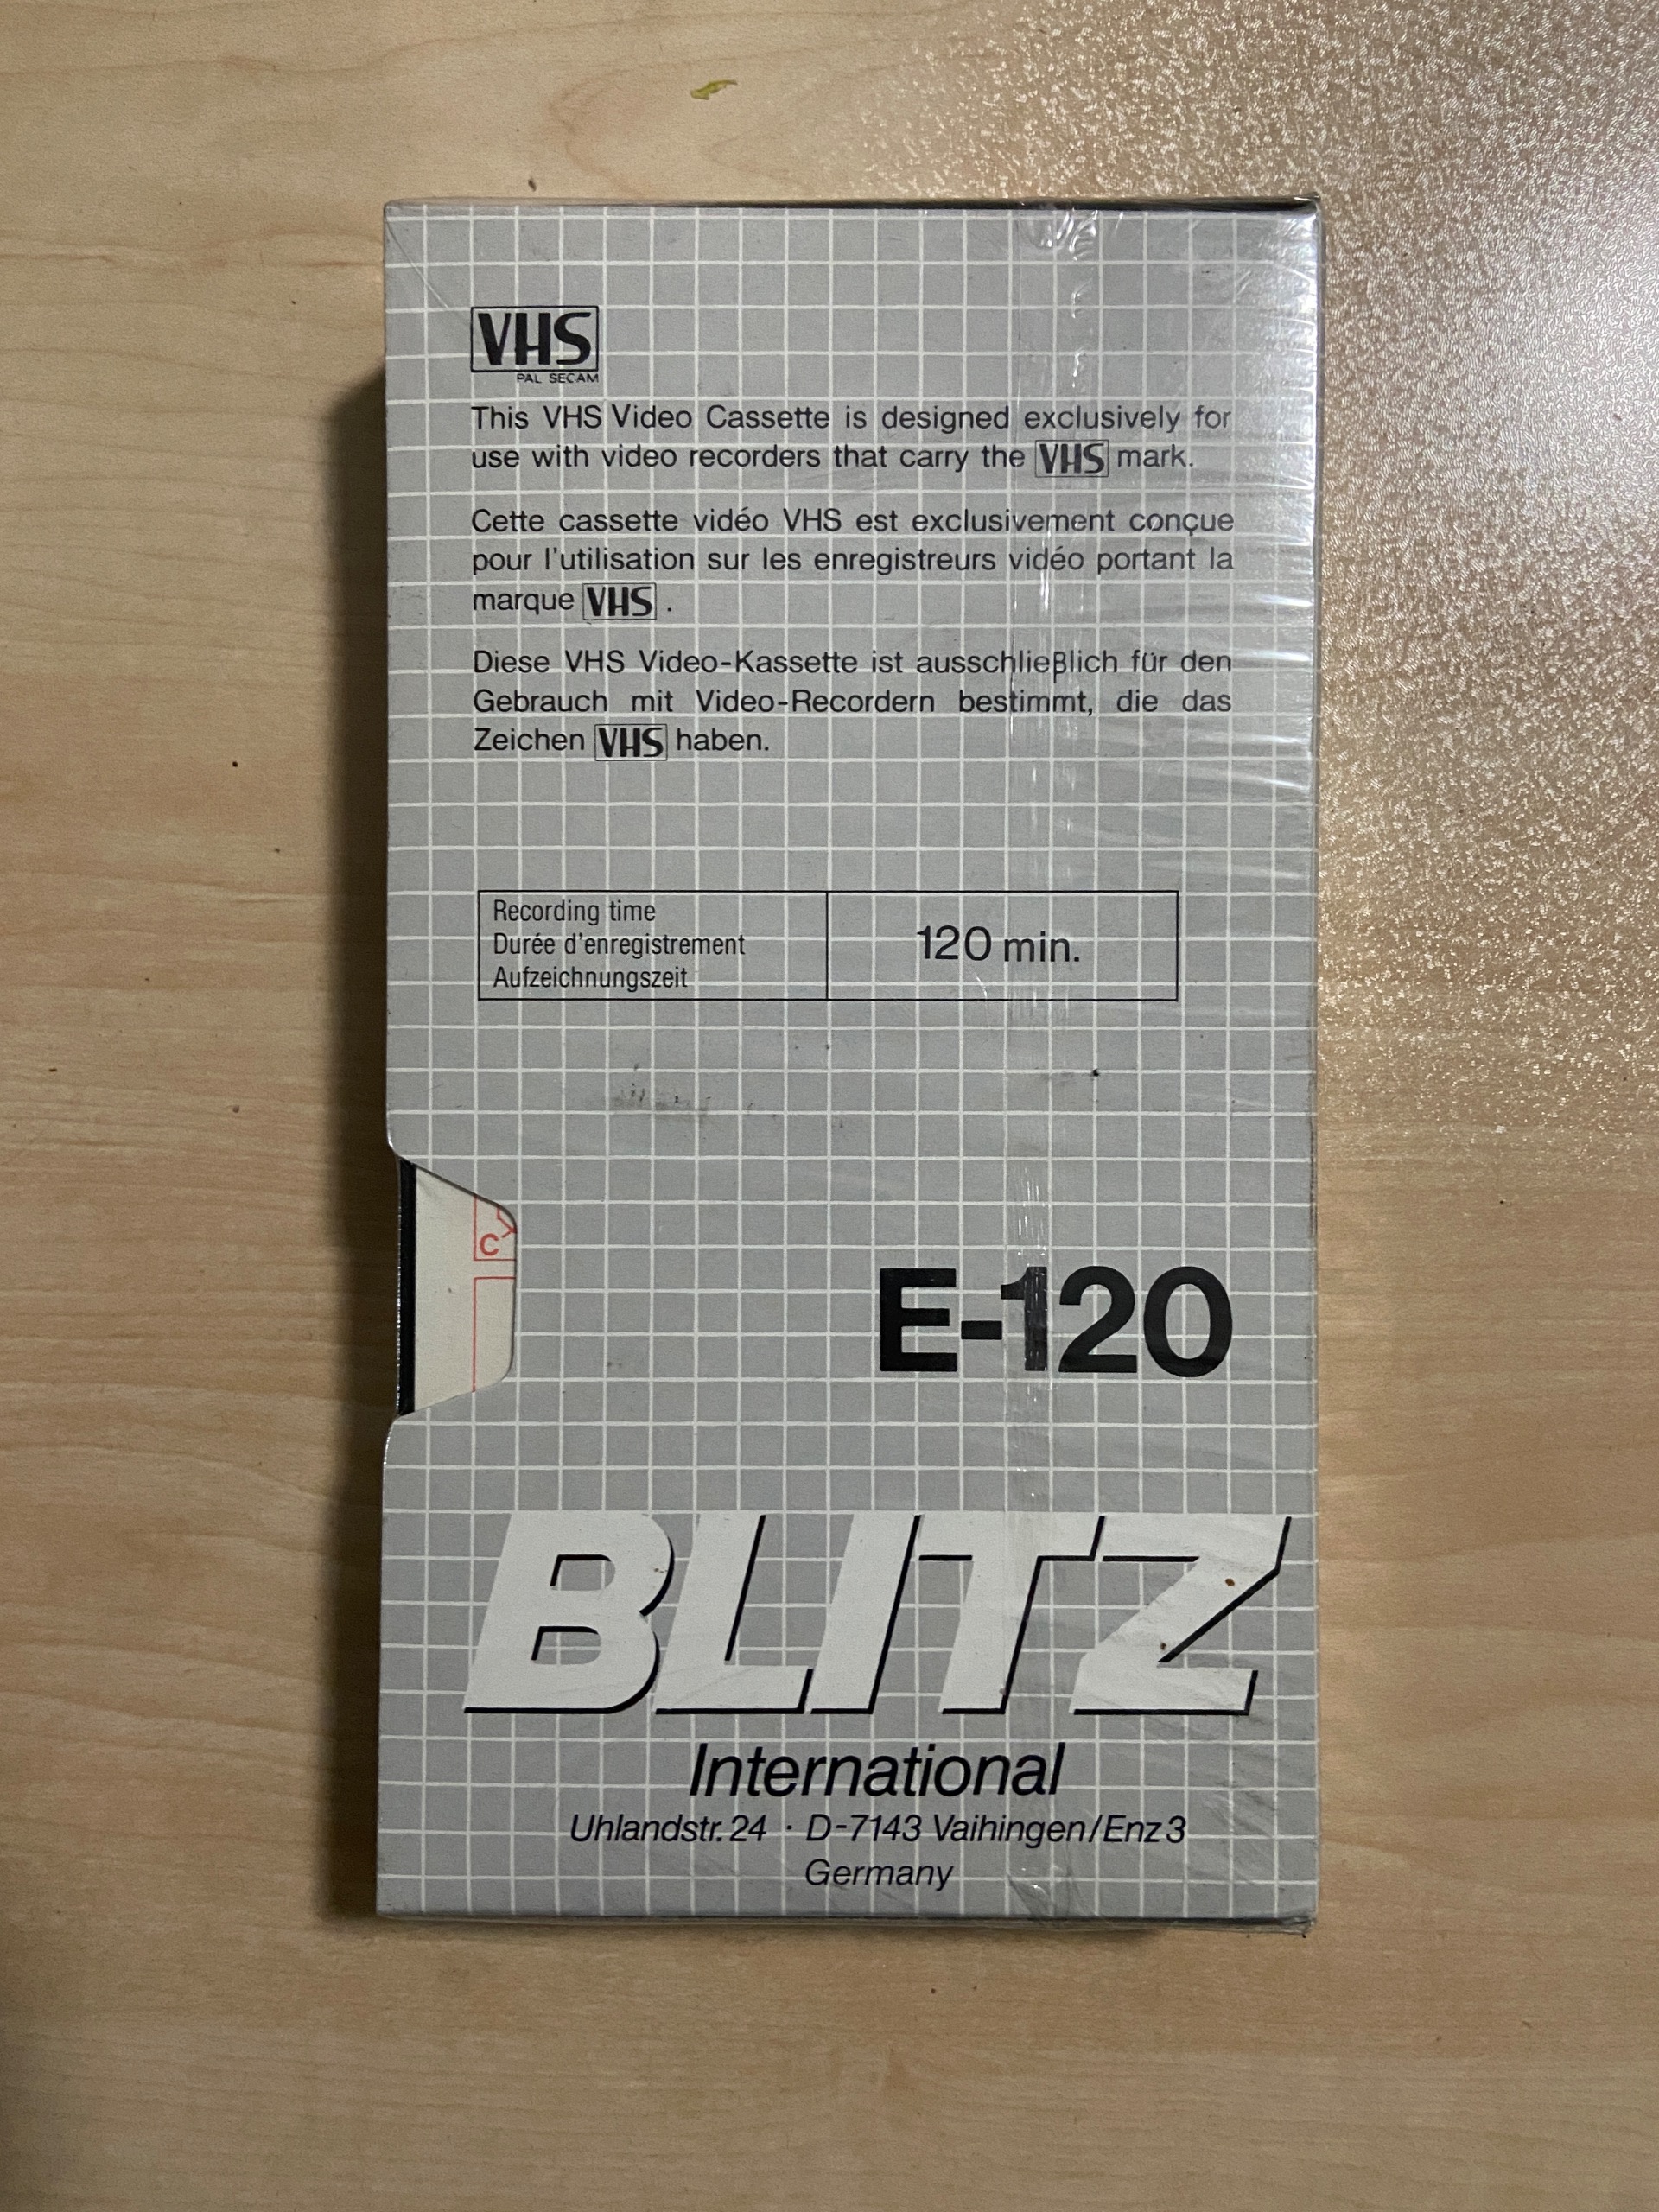 VHS
PAL SECAM
This VHS Video Cassette is designed exclusively for
use with video recorders that carry the VHS mark.
Cette cassette vidéo VHS est exclusivement conçue
pour l'utilisation sur les enregistreurs vidéo portant la
marque VHS .
Diese VHS Video-Kassette ist ausschließlich für den
Gebrauch mit Video-Recordern bestimmt, die das
Zeichen VHS haben.
Recording time
Durée d'enregistrement
Aufzeichnungszeit
120 min.
C
E-120
BLITZ
International
Uhlandstr. 24 · D-7143 Vaihingen/Enz 3
Germany